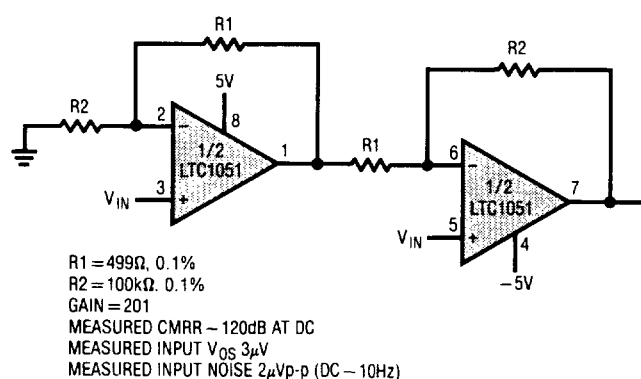 R1
R2
5V
R2
2
8
1
R1
6
7
1/2
LTC1051
1/2
LTC1051
3
5
4
VIN
VIN
-5V
R1 = 499Ω, 0.1%
R2 = 100kΩ. 0.1%
GAIN = 201
MEASURED CMRR ~ 120dB AT DC
MEASURED INPUT VOS 3µV
MEASURED INPUT NOISE 2µVp-p (DC – 10Hz)